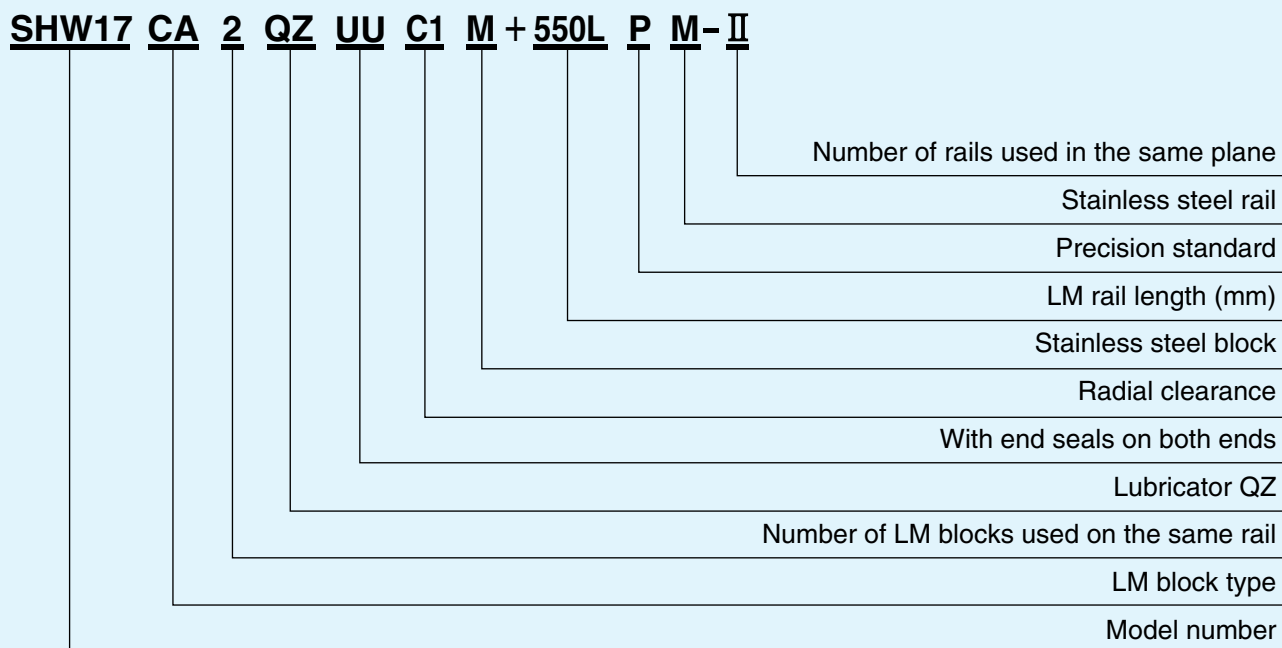 SHW17 CA 2 QZ UU C1 M + 550L P M - Ⅱ
Number of rails used in the same plane
Stainless steel rail
Precision standard
LM rail length (mm)
Stainless steel block
Radial clearance
With end seals on both ends
Lubricator QZ
Number of LM blocks used on the same rail
LM block type
Model number